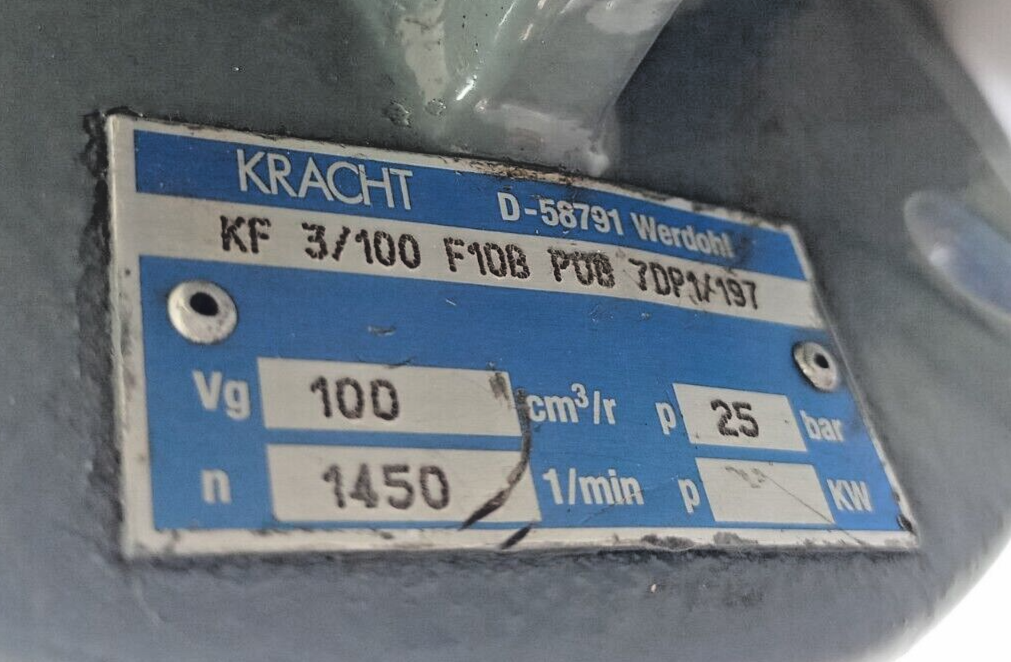 KRACHT D-58791 Werdohl
KF 3/100 F10B P0B 7DP1/197
Vg 100 cm³/r p 25 bar
n 1450 1/min p KW